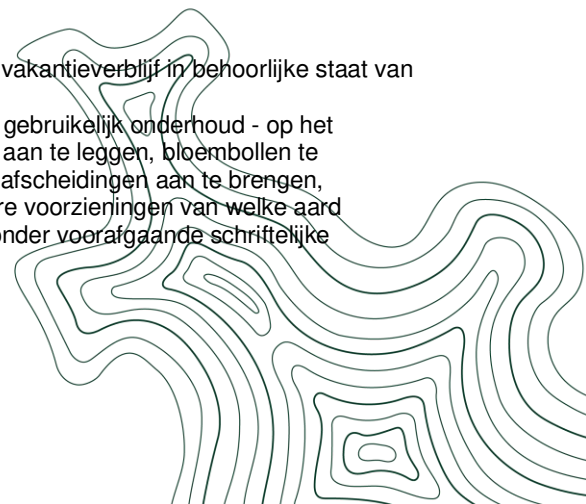 vakantieverblijf in behoorlijke staat van
gebruikelijk onderhoud - op het
aan te leggen, bloembollen te
afscheidingen aan te brengen,
re voorzieningen van welke aard
onder voorafgaande schriftelijke